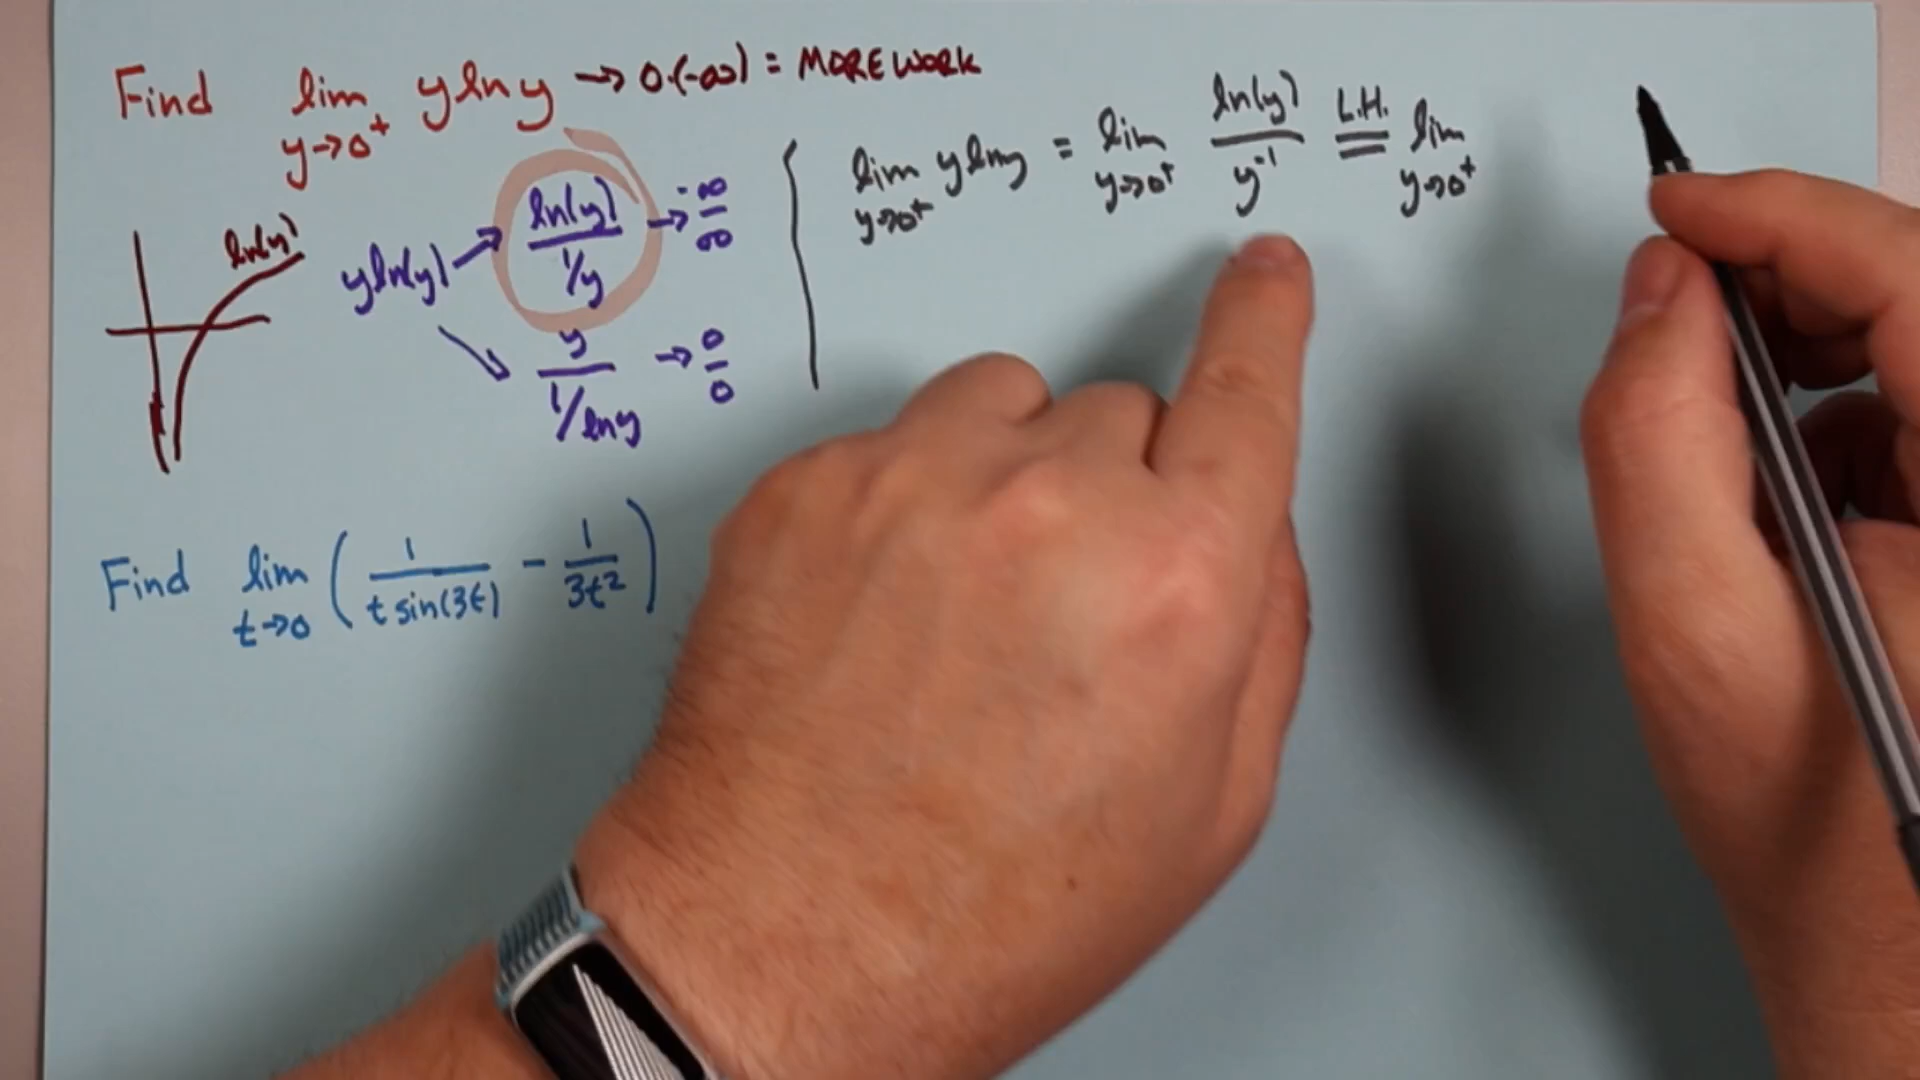 Find lim y→0⁺ y ln y → 0·(-∞) = MORE WORK
ln(y)
y ln(y) → ln(y) / 1/y → -∞/∞
→ y / 1/ln y → 0/0
lim y→0⁺ y ln y = lim y→0⁺ ln(y) / y⁻¹ L.H. = lim y→0⁺
Find lim t→0 ( 1 / t sin(3t) - 1 / 3t² )